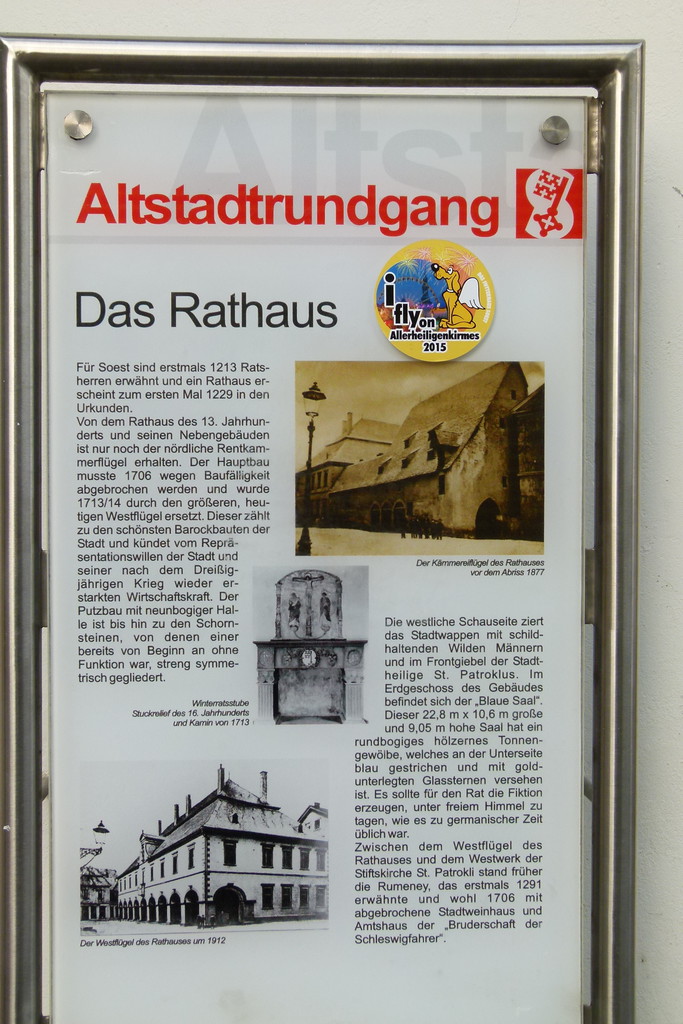 Altsta
Altstadtrundgang
Das Rathaus
i
fly on
Allerheiligenkirmes
2015
Für Soest sind erstmals 1213 Rats-
herren erwähnt und ein Rathaus er-
scheint zum ersten Mal 1229 in den
Urkunden.
Von dem Rathaus des 13. Jahrhun-
derts und seinen Nebengebäuden
ist nur noch der nördliche Rentkam-
merflügel erhalten. Der Hauptbau
musste 1706 wegen Baufälligkeit
abgebrochen werden und wurde
1713/14 durch den größeren, heu-
tigen Westflügel ersetzt. Dieser zählt
zu den schönsten Barockbauten der
Stadt und kündet vom Reprä-
sentationswillen der Stadt und
seiner nach dem Dreißig-
jährigen Krieg wieder er-
starkten Wirtschaftskraft. Der
Putzbau mit neunbogiger Hal-
le ist bis hin zu den Schorn-
steinen, von denen einer
bereits von Beginn an ohne
Funktion war, streng symme-
trisch gegliedert.
Der Kämmereiflügel des Rathauses
vor dem Abriss 1877
Winterratsstube
Stuckrelief des 16. Jahrhunderts
und Kamin von 1713
Die westliche Schauseite ziert
das Stadtwappen mit schild-
haltenden Wilden Männern
und im Frontgiebel der Stadt-
heilige St. Patroklus. Im
Erdgeschoss des Gebäudes
befindet sich der „Blaue Saal“.
Dieser 22,8 m x 10,6 m große
und 9,05 m hohe Saal hat ein
rundbogiges hölzernes Tonnen-
gewölbe, welches an der Unterseite
blau gestrichen und mit gold-
unterlegten Glassternen versehen
ist. Es sollte für den Rat die Fiktion
erzeugen, unter freiem Himmel zu
tagen, wie es zu germanischer Zeit
üblich war.
Zwischen dem Westflügel des
Rathauses und dem Westwerk der
Stiftskirche St. Patrokli stand früher
die Rumeney, das erstmals 1291
erwähnte und wohl 1706 mit
abgebrochene Stadtweinhaus und
Amtshaus der „Bruderschaft der
Schleswigfahrer“.
Der Westflügel des Rathauses um 1912